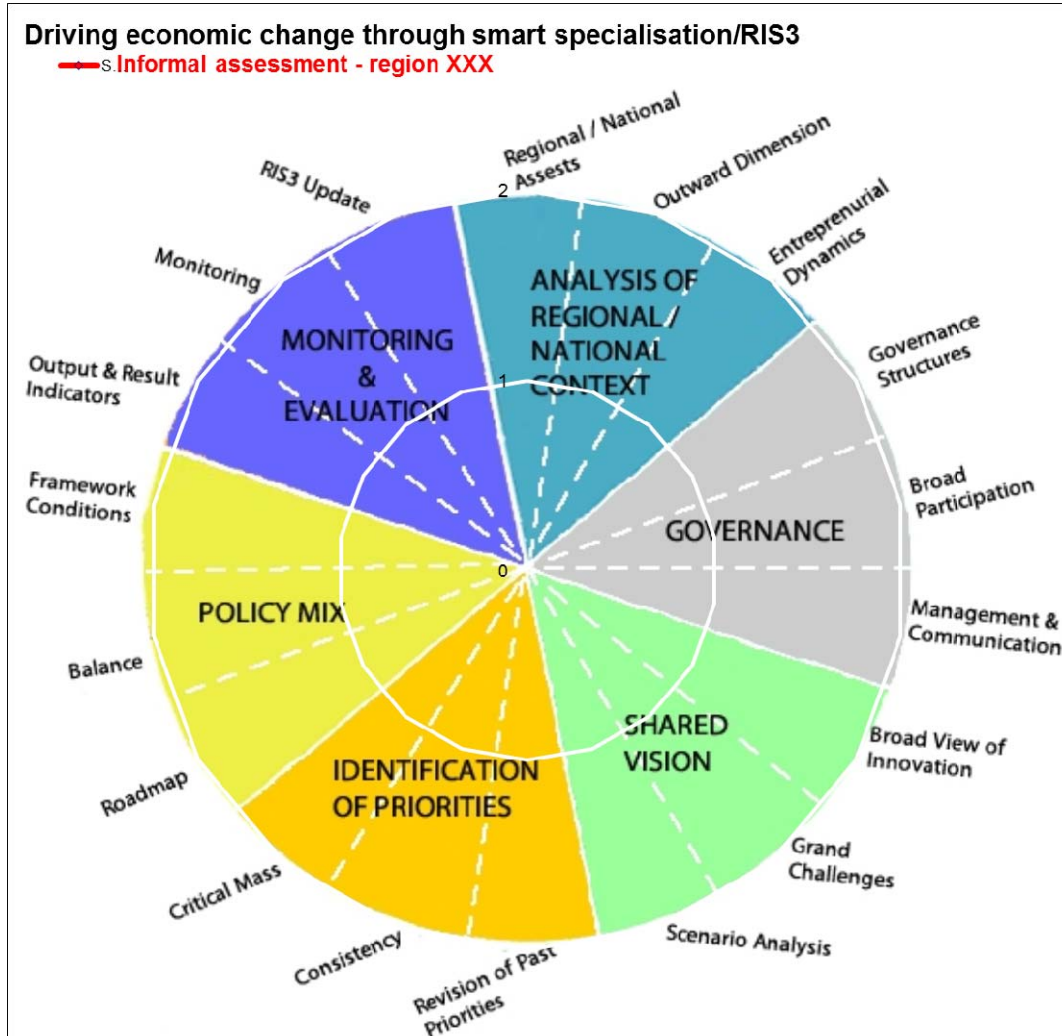 Driving economic change through smart specialisation/RIS3
S.Informal assessment - region XXX
Regional / National
Assests
Outward Dimension
Entreprenurial
Dynamics
Governance
Structures
Broad
Participation
Management &
Communication
Broad View of
Innovation
Grand
Challenges
Scenario Analysis
Revision of Past
Priorities
Consistency
Critical Mass
Roadmap
Balance
Framework
Conditions
Output & Result
Indicators
Monitoring
RIS3 Update
2
1
0
ANALYSIS OF
REGIONAL /
NATIONAL
CONTEXT
GOVERNANCE
SHARED
VISION
IDENTIFICATION
OF PRIORITIES
POLICY MIX
MONITORING
&
EVALUATION